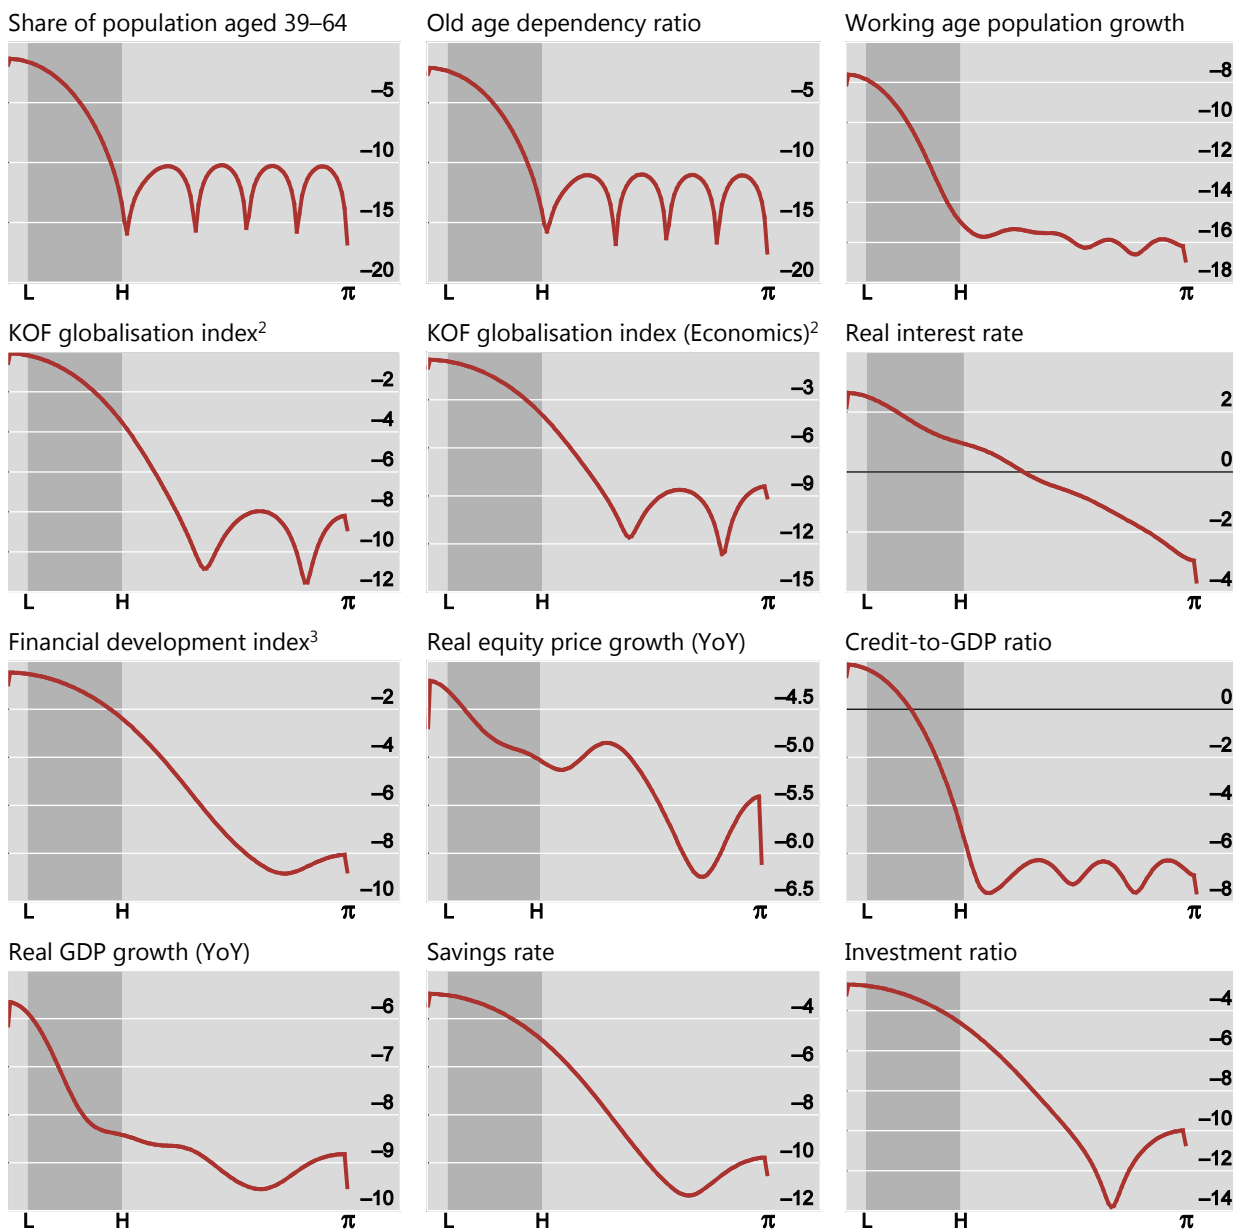 Share of population aged 39–64
Old age dependency ratio
Working age population growth
–5
–10
–15
–20
L H π
–5
–10
–15
–20
L H π
–8
–10
–12
–14
–16
–18
L H π
KOF globalisation index²
KOF globalisation index (Economics)²
Real interest rate
–2
–4
–6
–8
–10
–12
L H π
–3
–6
–9
–12
–15
L H π
2
0
–2
–4
L H π
Financial development index³
Real equity price growth (YoY)
Credit-to-GDP ratio
–2
–4
–6
–8
–10
L H π
–4.5
–5.0
–5.5
–6.0
–6.5
L H π
0
–2
–4
–6
–8
L H π
Real GDP growth (YoY)
Savings rate
Investment ratio
–6
–7
–8
–9
–10
L H π
–4
–6
–8
–10
–12
L H π
–4
–6
–8
–10
–12
–14
L H π